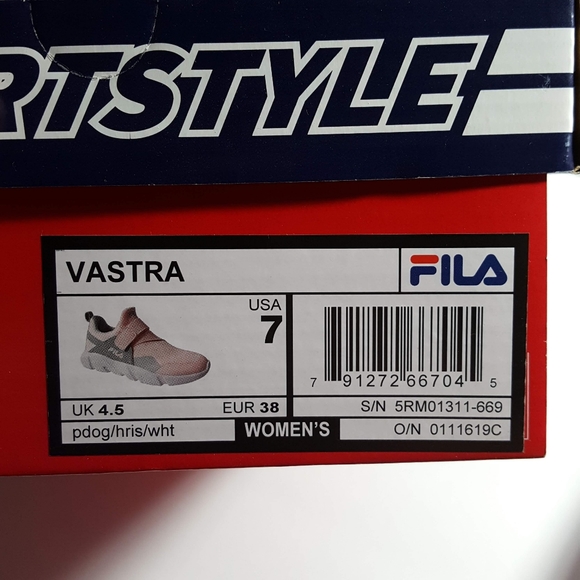 RTSTYLE
VASTRA
FILA
USA
7
FILA
7 91272 66704 5
UK 4.5 EUR 38
S/N 5RM01311-669
pdog/hris/wht
WOMEN'S
O/N 0111619C